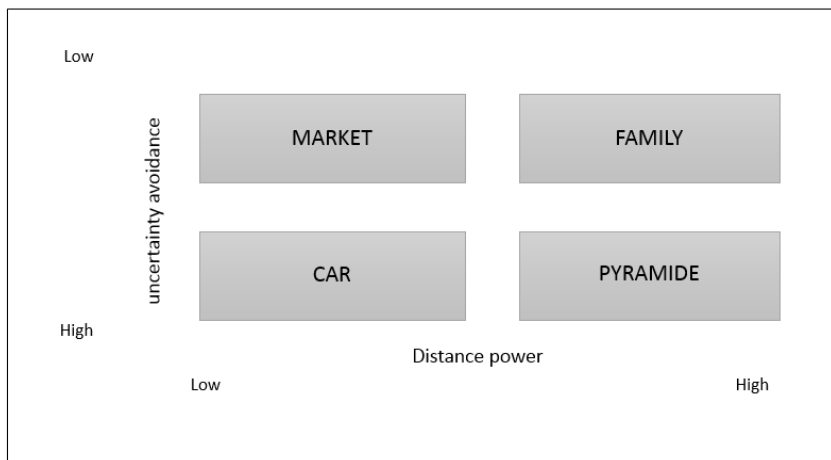 Low
MARKET
FAMILY
uncertainty avoidance
CAR
PYRAMIDE
High
Distance power
Low
High